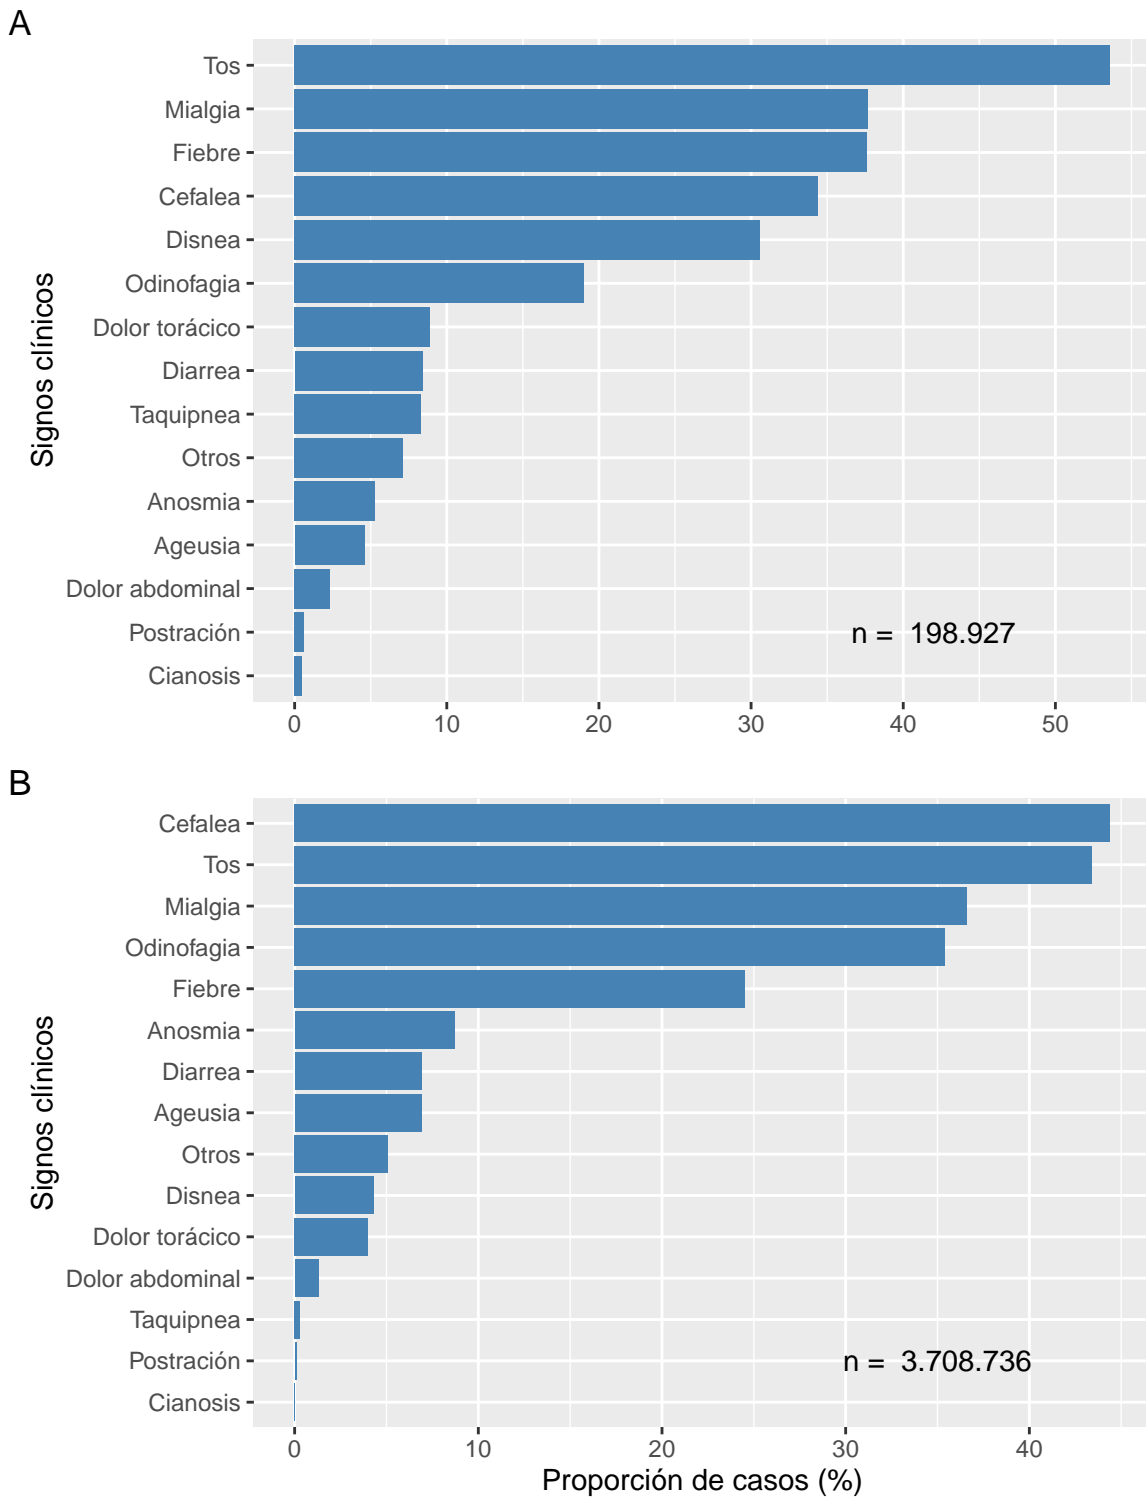 A
Signos clínicos
Tos
Mialgia
Fiebre
Cefalea
Disnea
Odinofagia
Dolor torácico
Diarrea
Taquipnea
Otros
Anosmia
Ageusia
Dolor abdominal
Postración
Cianosis
n = 198.927
0 10 20 30 40 50
B
Signos clínicos
Cefalea
Tos
Mialgia
Odinofagia
Fiebre
Anosmia
Diarrea
Ageusia
Otros
Disnea
Dolor torácico
Dolor abdominal
Taquipnea
Postración
Cianosis
n = 3.708.736
0 10 20 30 40
Proporción de casos (%)